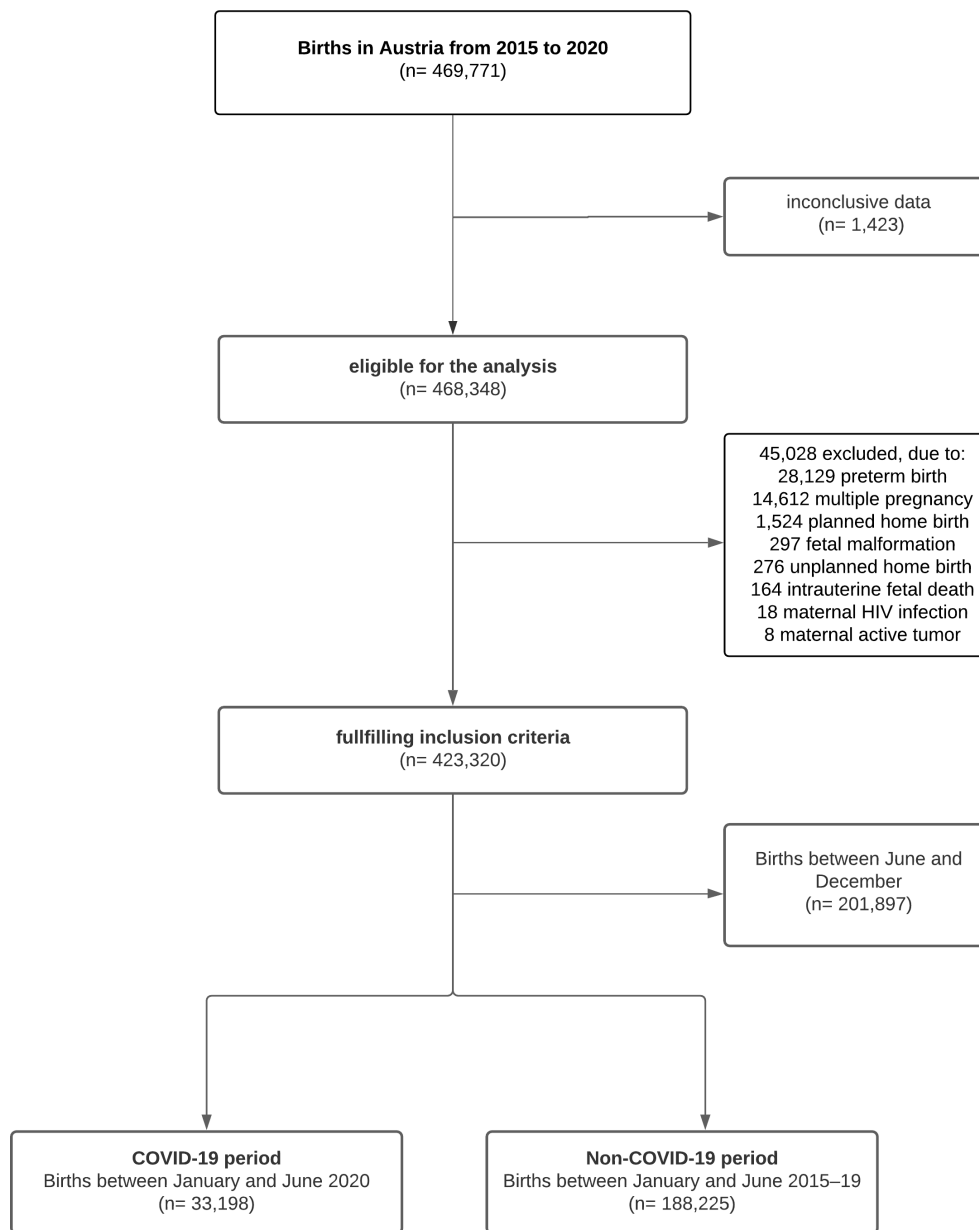 Births in Austria from 2015 to 2020
(n= 469,771)
inconclusive data
(n= 1,423)
eligible for the analysis
(n= 468,348)
45,028 excluded, due to:
28,129 preterm birth
14,612 multiple pregnancy
1,524 planned home birth
297 fetal malformation
276 unplanned home birth
164 intrauterine fetal death
18 maternal HIV infection
8 maternal active tumor
fullfilling inclusion criteria
(n= 423,320)
Births between June and
December
(n= 201,897)
COVID-19 period
Births between January and June 2020
(n= 33,198)
Non-COVID-19 period
Births between January and June 2015–19
(n= 188,225)